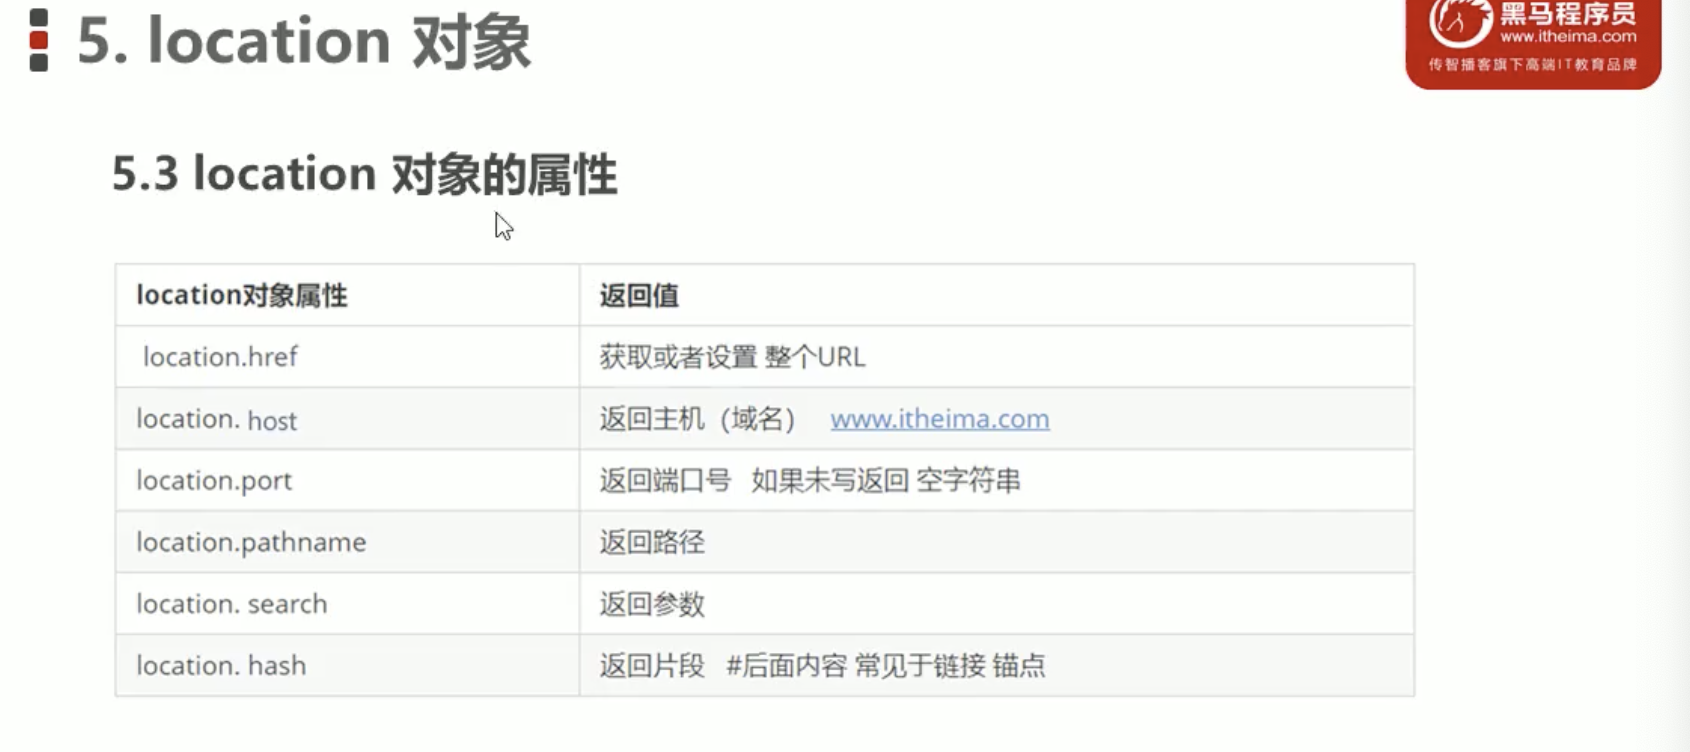 5. location 对象
黑马程序员
www.itheima.com
传智播客旗下高端IT教育品牌
5.3 location 对象的属性
location对象属性 返回值
location.href 获取或者设置 整个URL
location. host 返回主机（域名） www.itheima.com
location.port 返回端口号 如果未写返回 空字符串
location.pathname 返回路径
location. search 返回参数
location. hash 返回片段 #后面内容 常见于链接 锚点